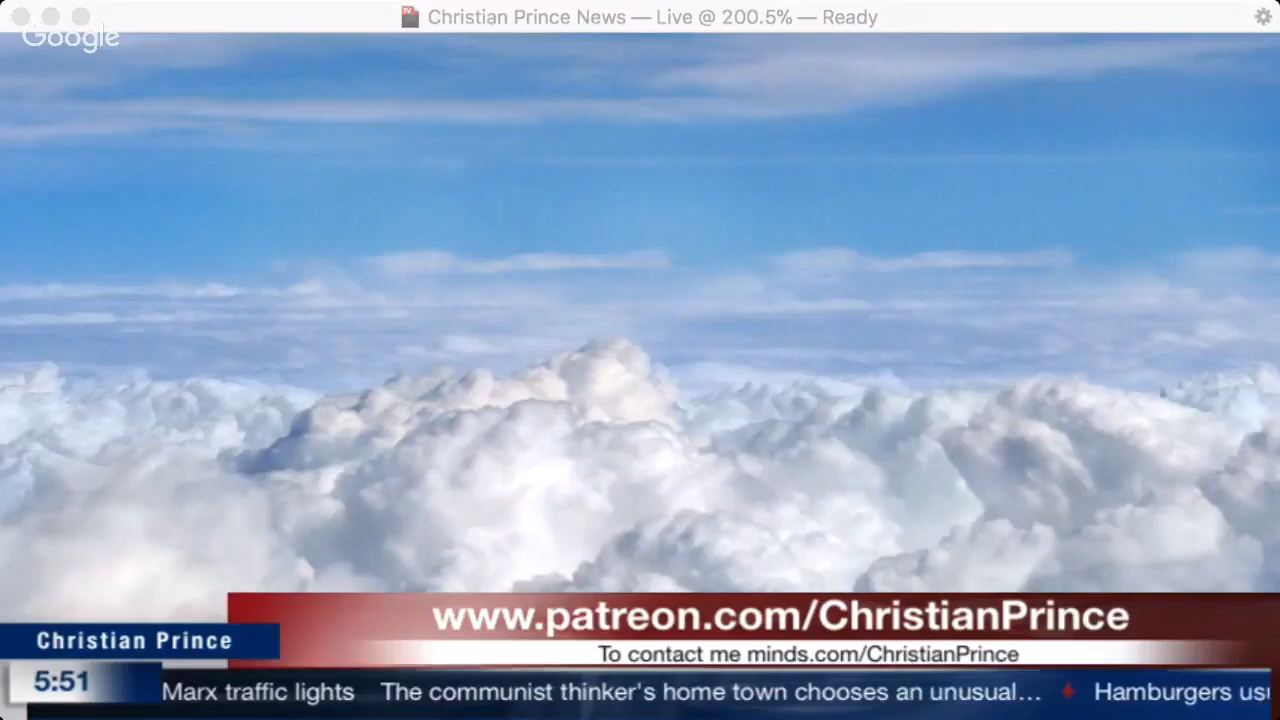 Christian Prince News — Live @ 200.5% — Ready
Google
www.patreon.com/ChristianPrince
Christian Prince
To contact me minds.com/ChristianPrince
5:51
Marx traffic lights The communist thinker's home town chooses an unusual... Hamburgers